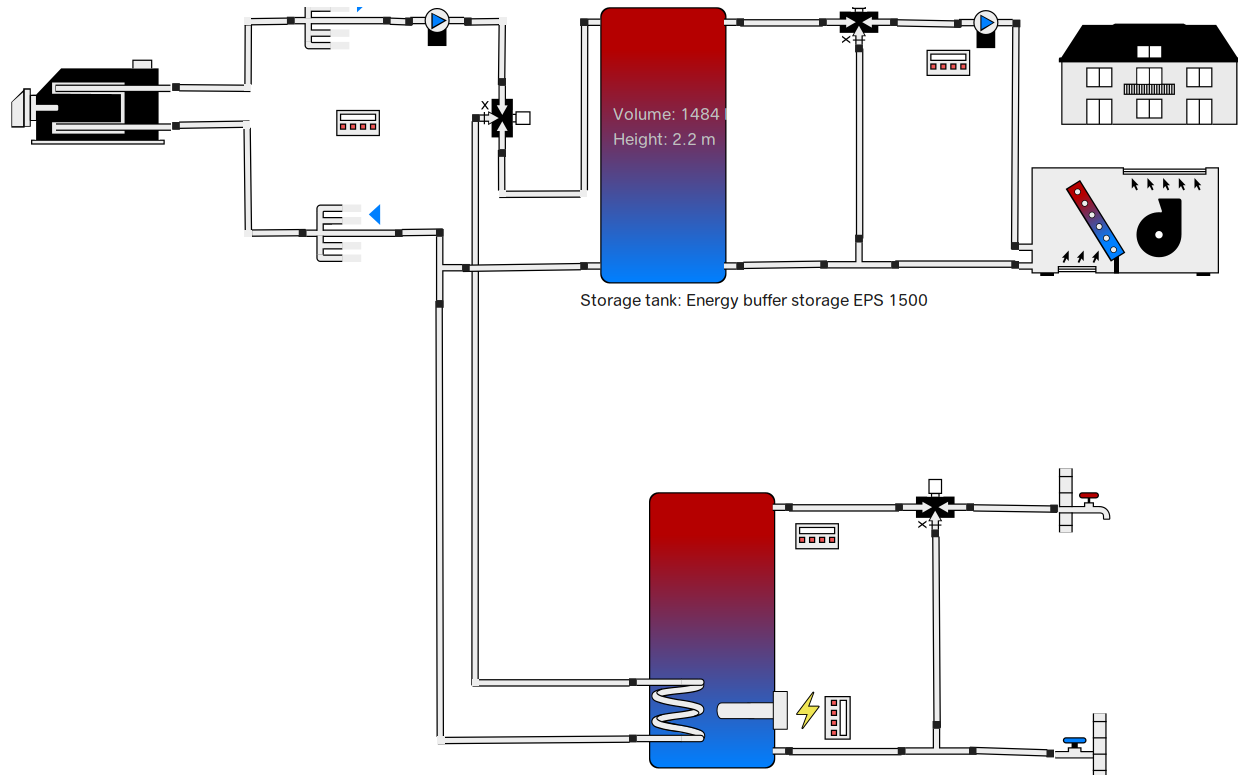 X
X
Volume: 1484 l
Height: 2.2 m
Storage tank: Energy buffer storage EPS 1500
X